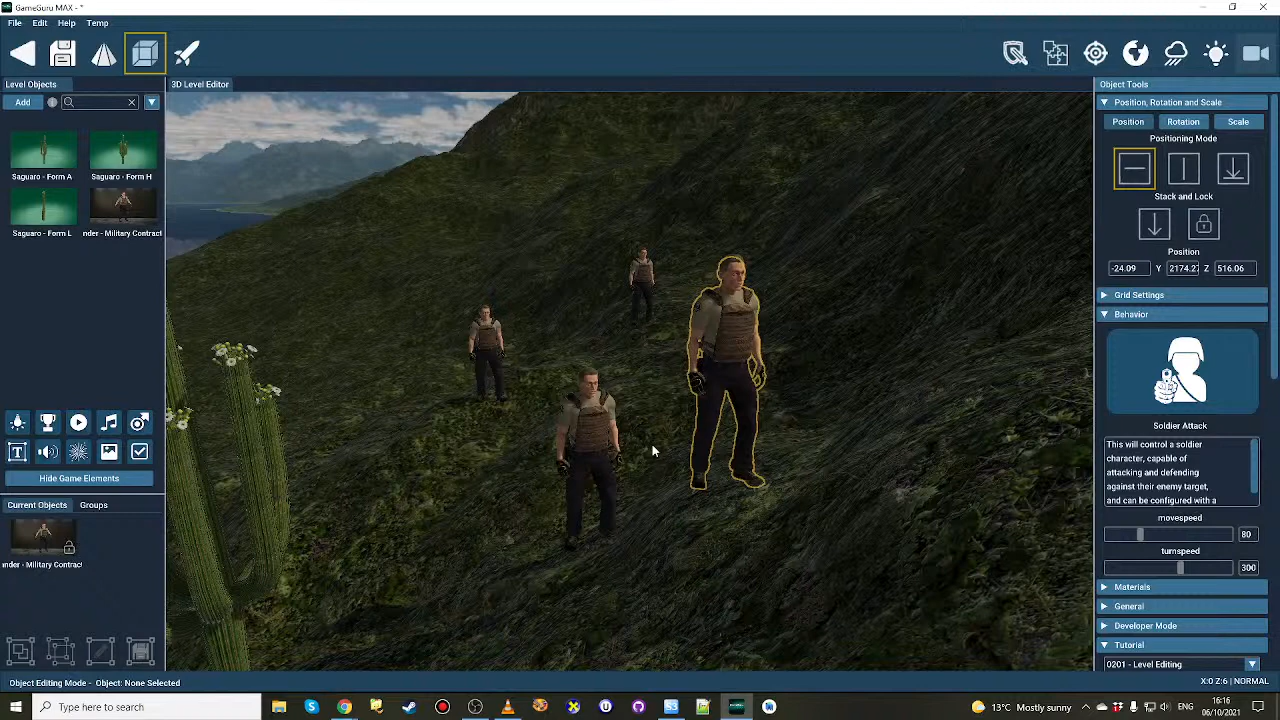 GameGuru MAX - *
File Edit Help Temp
Level Objects
3D Level Editor
Object Tools
Add
Position, Rotation and Scale
Position Rotation Scale
Positioning Mode
Saguaro - Form A
Saguaro - Form H
Saguaro - Form L
nder - Military Contract
Stack and Lock
Position
-24.09 Y 2174.2 Z 516.06
Grid Settings
Behavior
Soldier Attack
This will control a soldier
character, capable of
attacking and defending
against their enemy target,
and can be configured with a
Hide Game Elements
Current Objects Groups
nder - Military Contract
movespeed
80
turnspeed
300
Materials
General
Developer Mode
Tutorial
0201 - Level Editing
Object Editing Mode - Object: None Selected
X:0 Z:6 | NORMAL
Type here to search
13°C Mostly sunny
16:16
06/10/2021